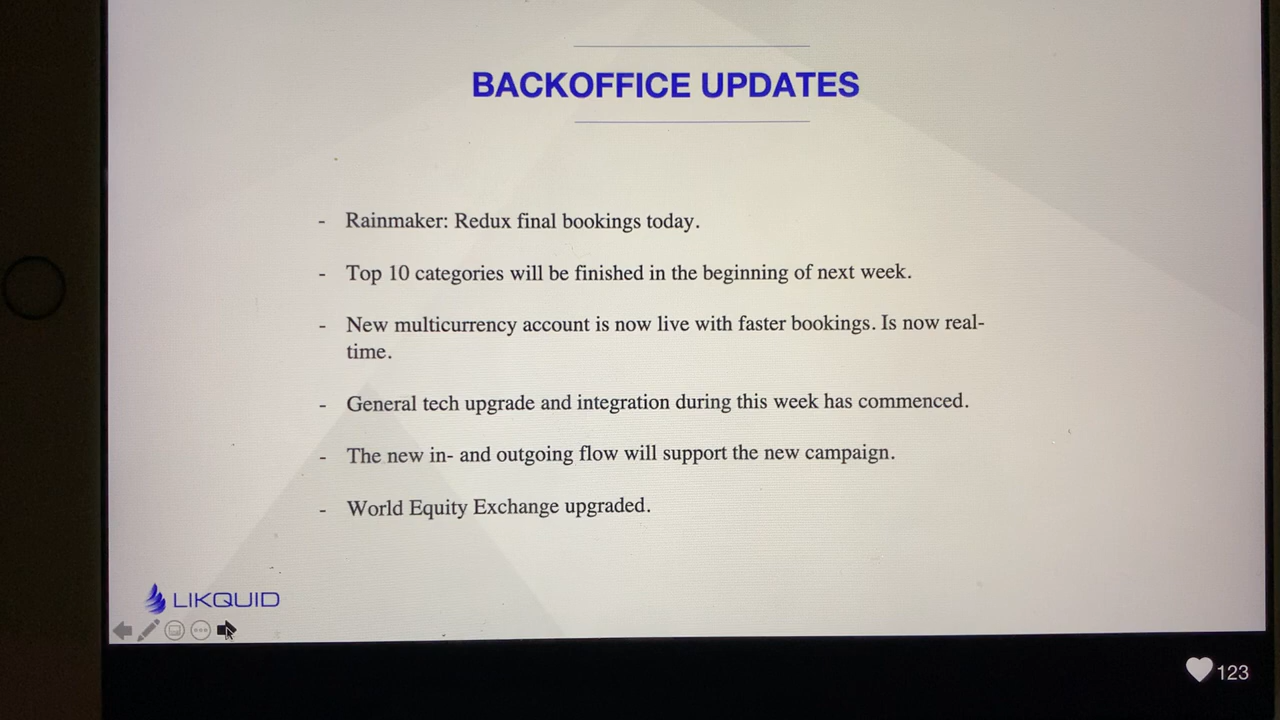 BACKOFFICE UPDATES
- Rainmaker: Redux final bookings today.
- Top 10 categories will be finished in the beginning of next week.
- New multicurrency account is now live with faster bookings. Is now real-
time.
- General tech upgrade and integration during this week has commenced.
- The new in- and outgoing flow will support the new campaign.
- World Equity Exchange upgraded.
LIKQUID
123